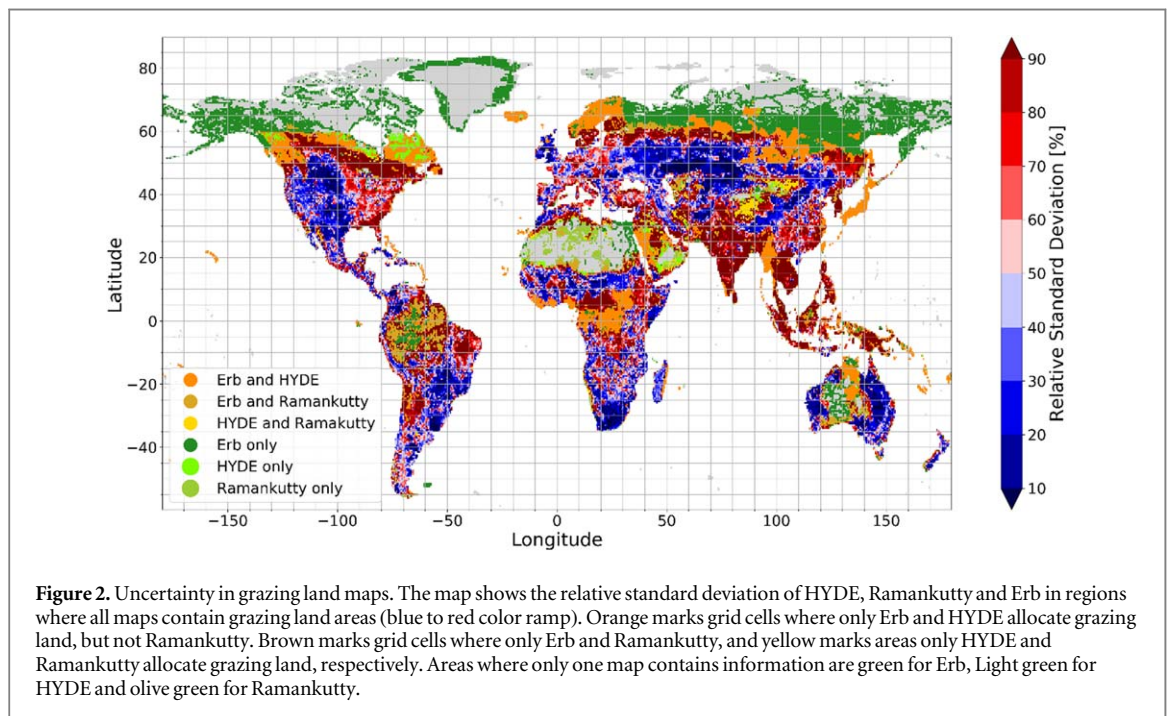 80
60
40
20
0
−20
−40
Latitude
−150
−100
−50
0
50
100
150
Longitude
Erb and HYDE
Erb and Ramankutty
HYDE and Ramakutty
Erb only
HYDE only
Ramankutty only
90
80
70
60
50
40
30
20
10
Relative Standard Deviation [%]
Figure 2. Uncertainty in grazing land maps. The map shows the relative standard deviation of HYDE, Ramankutty and Erb in regions
where all maps contain grazing land areas (blue to red color ramp). Orange marks grid cells where only Erb and HYDE allocate grazing
land, but not Ramankutty. Brown marks grid cells where only Erb and Ramankutty, and yellow marks areas only HYDE and
Ramankutty allocate grazing land, respectively. Areas where only one map contains information are green for Erb, Light green for
HYDE and olive green for Ramankutty.